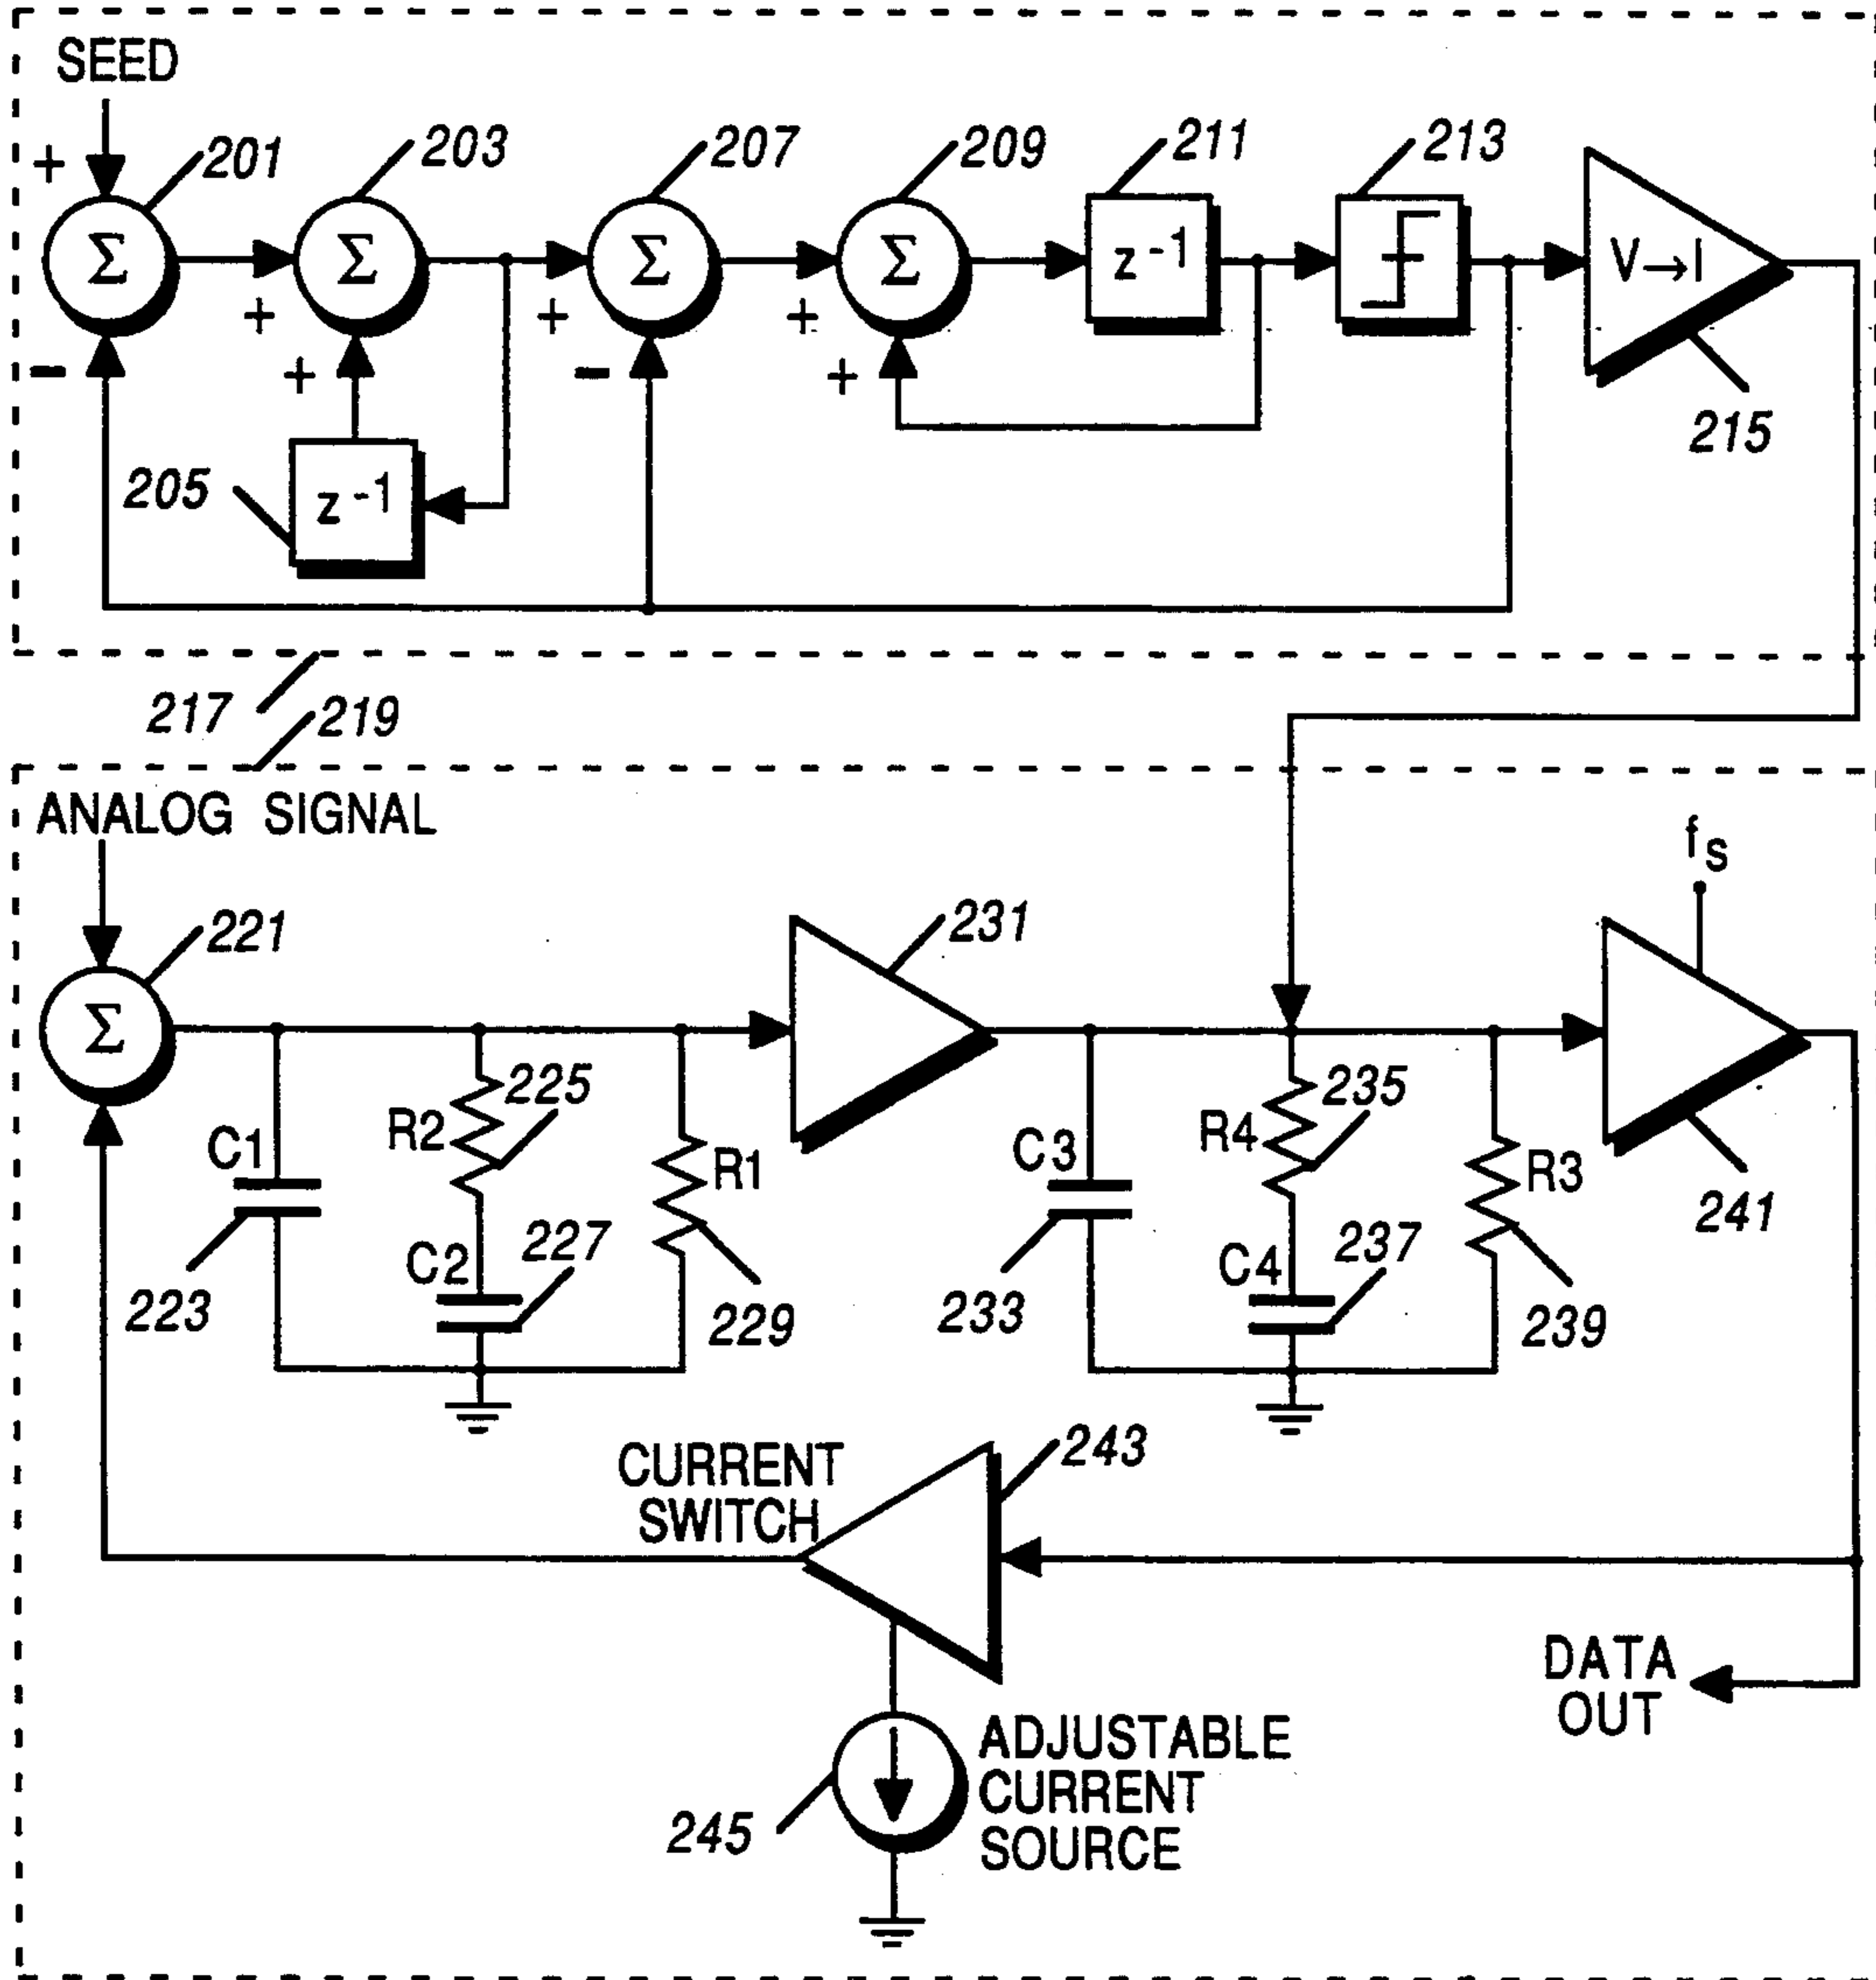 SEED
+ 201 203 207 209 211 213
Σ Σ Σ Σ z⁻¹ V→I
+ + +
− + − +
215
205 z⁻¹
217 219
ANALOG SIGNAL
fS
221 231
Σ
225 235
C1 R2 R1 C3 R4 R3
241
C2 227 C4 237
223 229 233 239
CURRENT
SWITCH
243
DATA
OUT
ADJUSTABLE
CURRENT
SOURCE
245